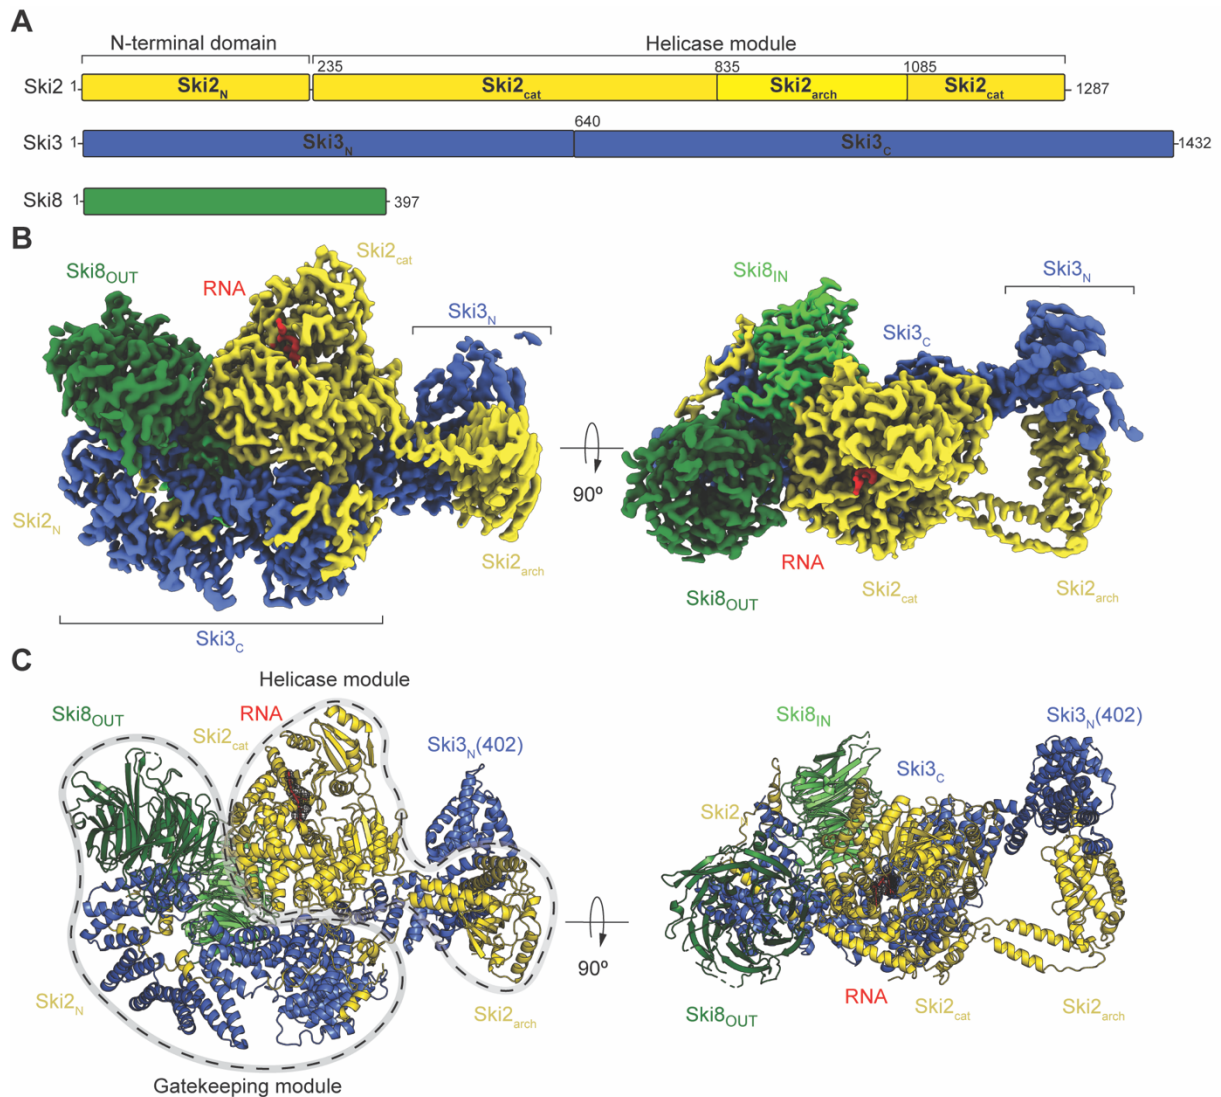 A
N-terminal domain
Helicase module
235
835
1085
Ski2 1
Ski2N
Ski2cat
Ski2arch
Ski2cat
1287
640
Ski3 1
Ski3N
Ski3C
1432
Ski8 1
397
B
Ski2cat
Ski8OUT
RNA
Ski3N
Ski2N
Ski2arch
Ski3C
90º
Ski8IN
Ski3N
Ski3C
RNA
Ski8OUT
Ski2cat
Ski2arch
C
Helicase module
Ski8OUT
RNA
Ski2cat
Ski3N(402)
Ski2N
Ski2arch
Gatekeeping module
90º
Ski8IN
Ski3N(402)
Ski3C
Ski2
RNA
Ski8OUT
Ski2cat
Ski2arch